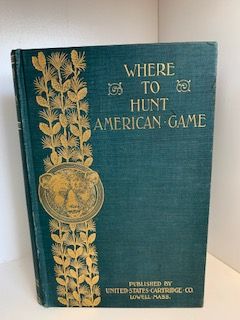 WHERE
TO
HUNT
AMERICAN·GAME
PUBLISHED BY
UNITED·STATES·CARTRIDGE·CO.
LOWELL·MASS.